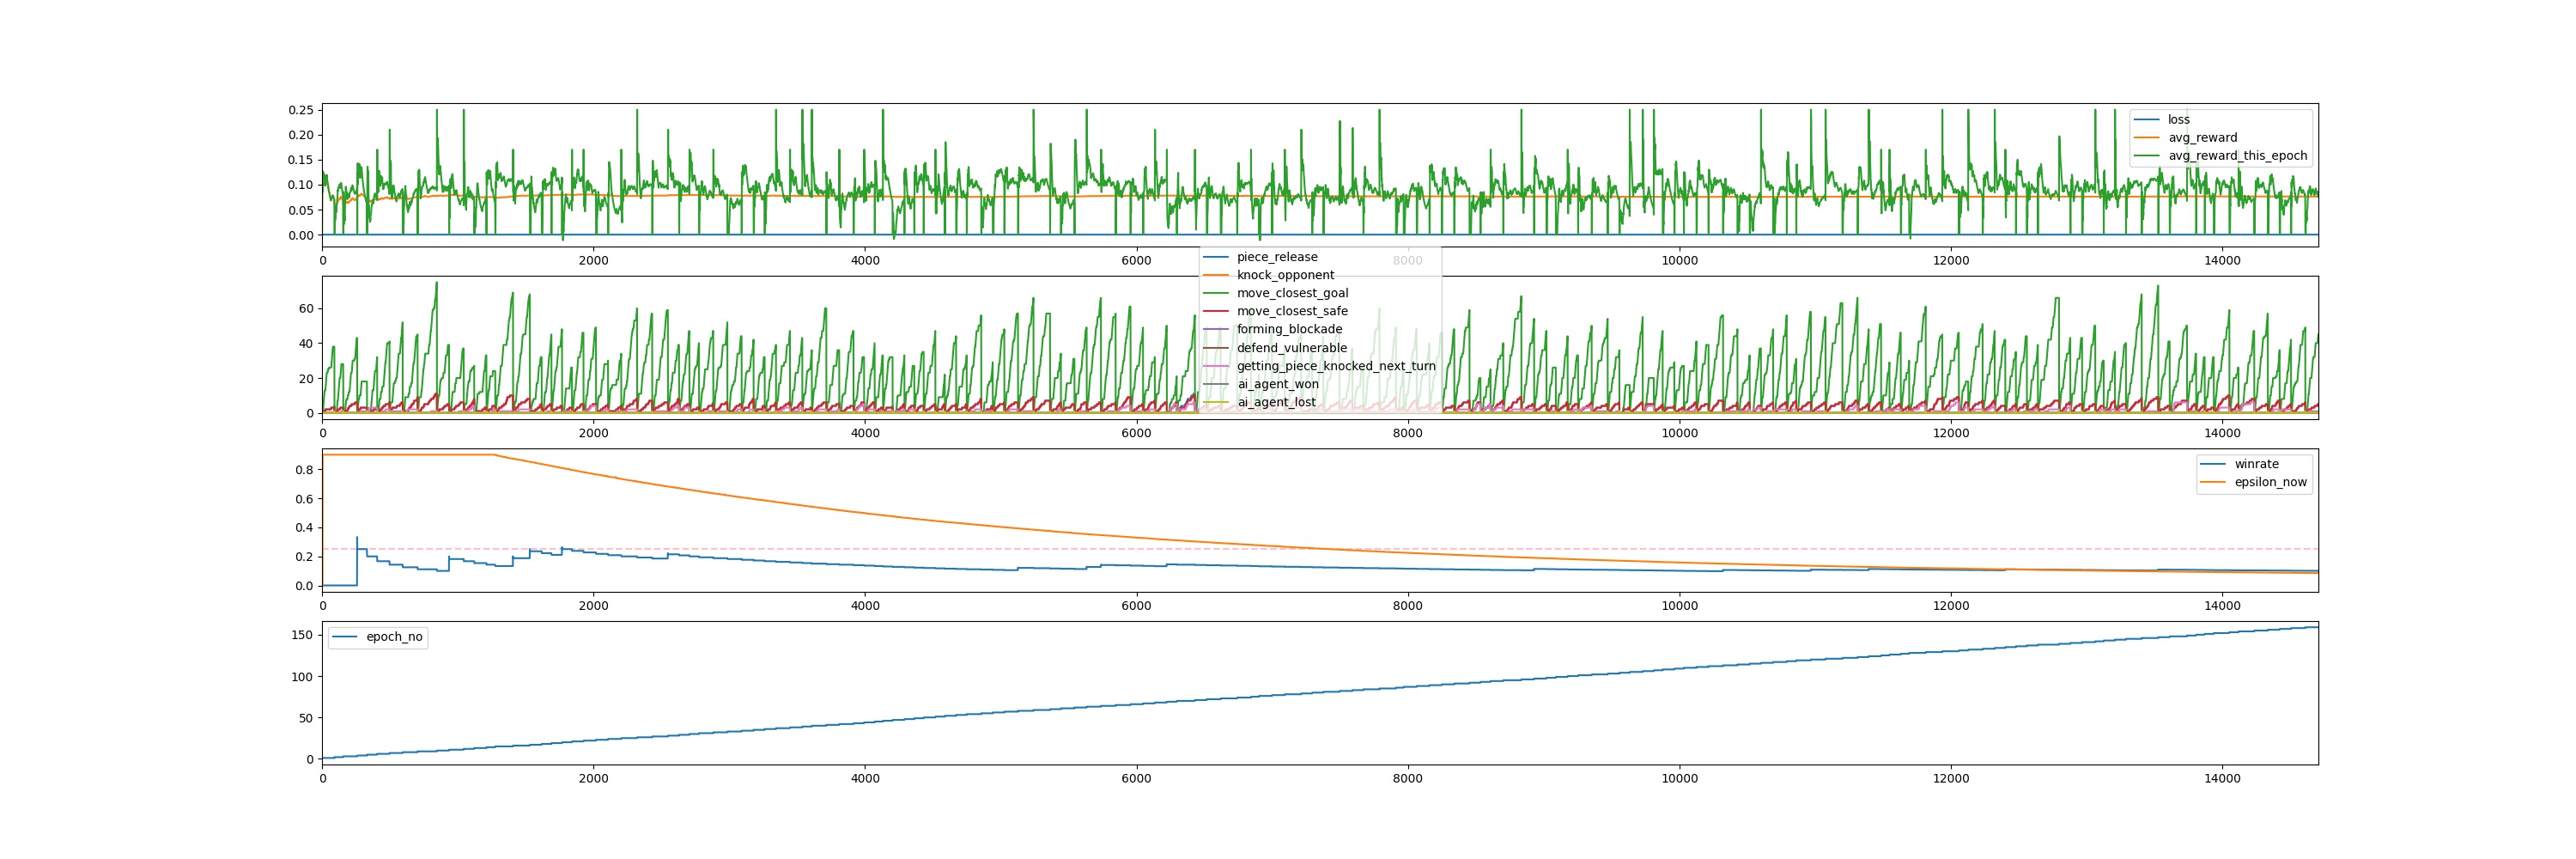 0.25
0.20
0.15
0.10
0.05
0.00
loss
avg_reward
avg_reward_this_epoch
0 2000 4000 6000 8000 10000 12000 14000
60
40
20
0
piece_release
knock_opponent
move_closest_goal
move_closest_safe
forming_blockade
defend_vulnerable
getting_piece_knocked_next_turn
ai_agent_won
ai_agent_lost
0 2000 4000 6000 8000 10000 12000 14000
0.8
0.6
0.4
0.2
0.0
winrate
epsilon_now
0 2000 4000 6000 8000 10000 12000 14000
150
100
50
0
epoch_no
0 2000 4000 6000 8000 10000 12000 14000